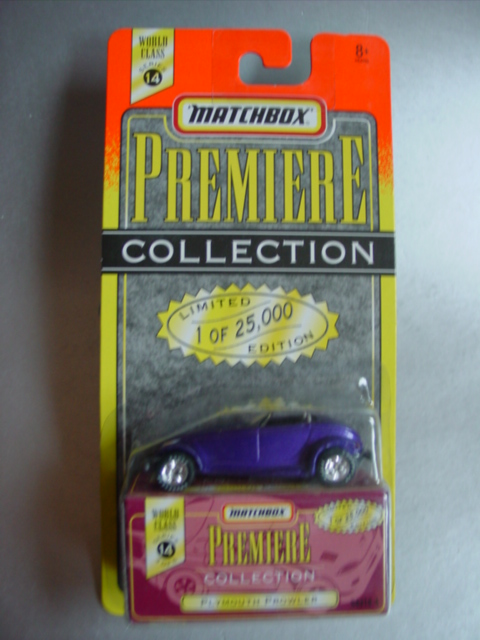 WORLD
CLASS
SERIES
14
8+
MATCHBOX
PREMIERE
COLLECTION
LIMITED
1 OF 25,000
EDITION
WORLD
CLASS
14
MATCHBOX
PREMIERE
COLLECTION
PLYMOUTH PROWLER